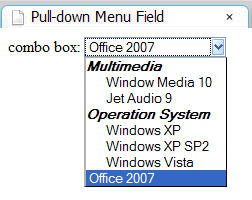 Pull-down Menu Field
combo box: Office 2007
Multimedia
Window Media 10
Jet Audio 9
Operation System
Windows XP
Windows XP SP2
Windows Vista
Office 2007